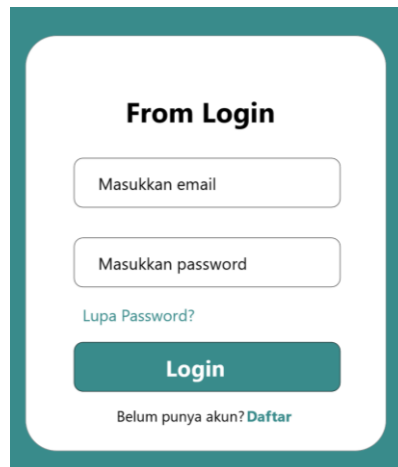 From Login
Masukkan email
Masukkan password
Lupa Password?
Login
Belum punya akun? Daftar